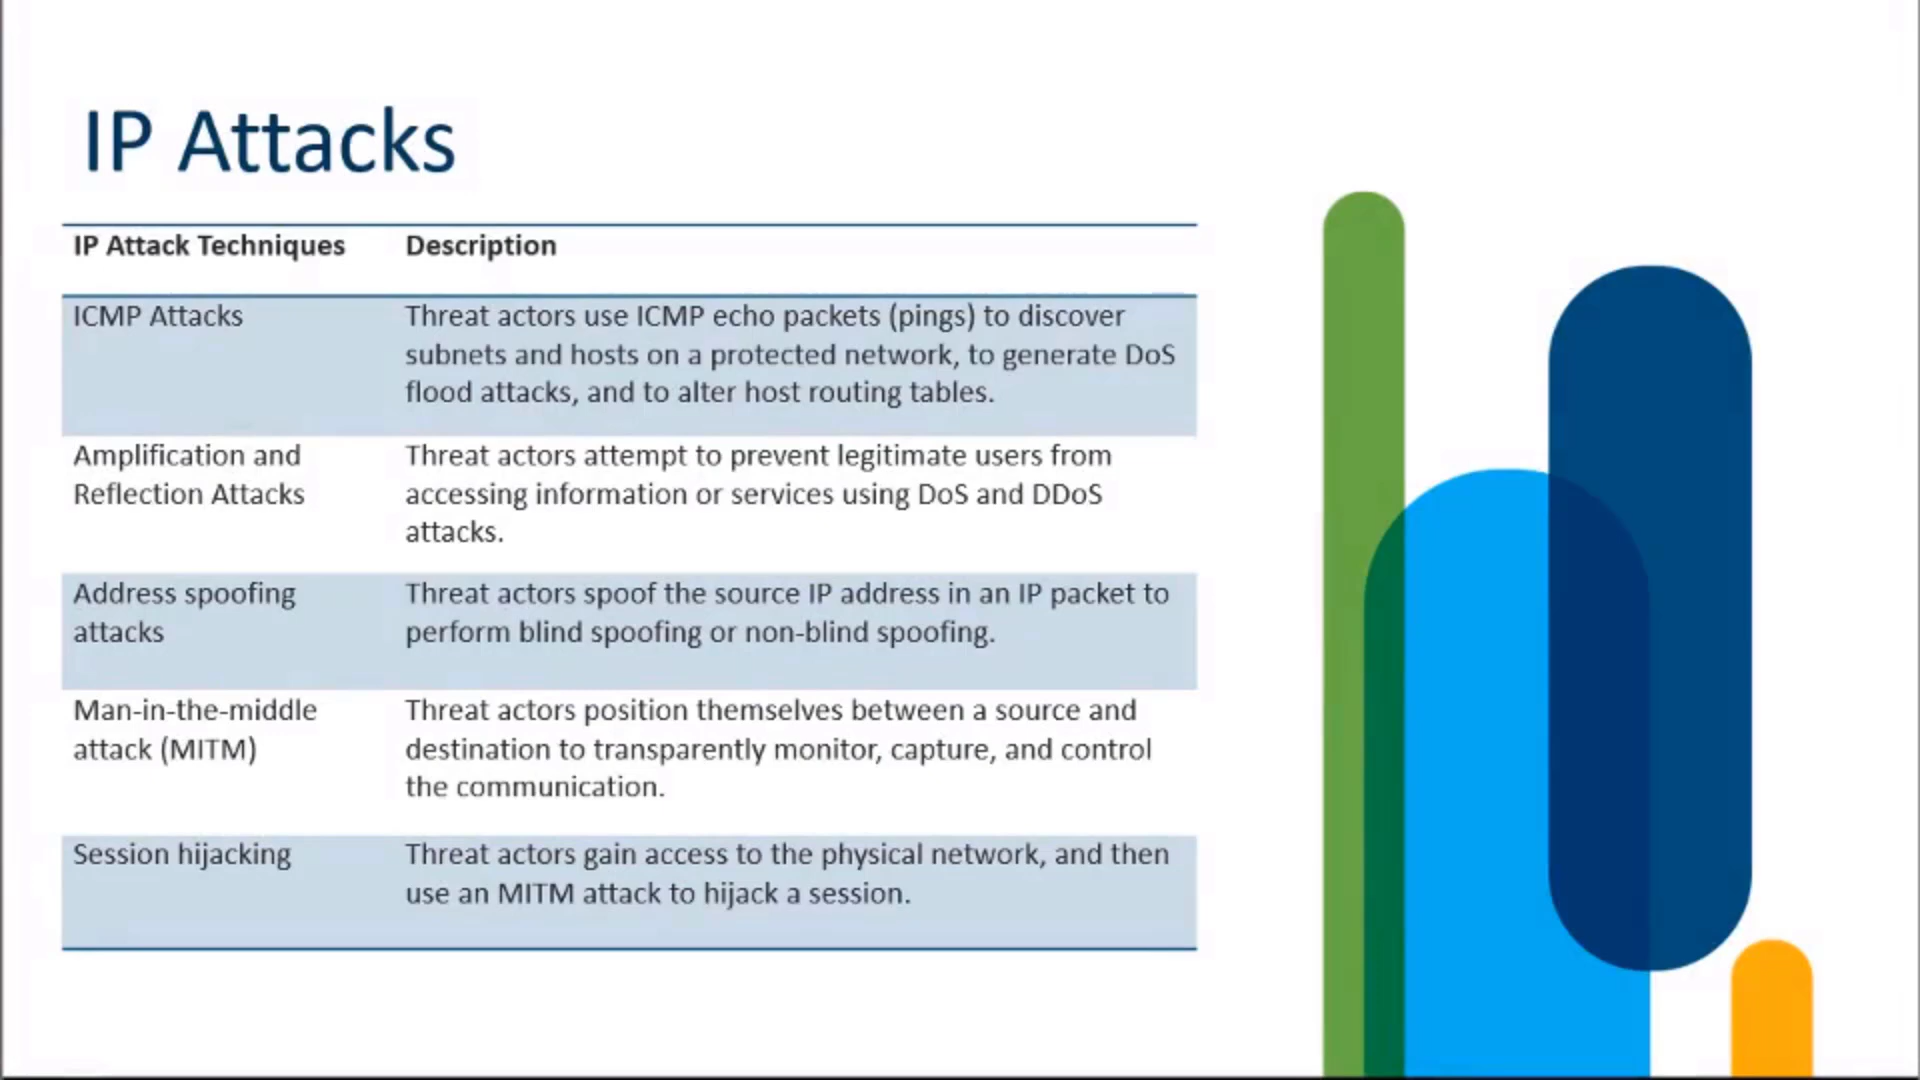 IP Attacks
IP Attack Techniques Description
ICMP Attacks Threat actors use ICMP echo packets (pings) to discover
subnets and hosts on a protected network, to generate DoS
flood attacks, and to alter host routing tables.
Amplification and Threat actors attempt to prevent legitimate users from
Reflection Attacks accessing information or services using DoS and DDoS
attacks.
Address spoofing Threat actors spoof the source IP address in an IP packet to
attacks perform blind spoofing or non-blind spoofing.
Man-in-the-middle Threat actors position themselves between a source and
attack (MITM) destination to transparently monitor, capture, and control
the communication.
Session hijacking Threat actors gain access to the physical network, and then
use an MITM attack to hijack a session.